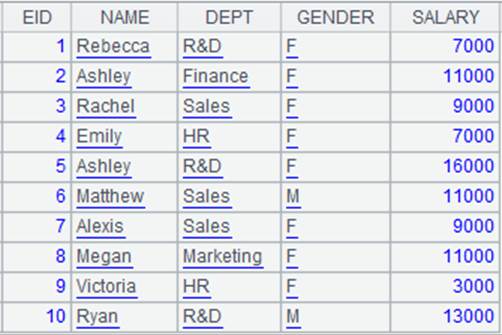 EID NAME DEPT GENDER SALARY
1 Rebecca R&D F 7000
2 Ashley Finance F 11000
3 Rachel Sales F 9000
4 Emily HR F 7000
5 Ashley R&D F 16000
6 Matthew Sales M 11000
7 Alexis Sales F 9000
8 Megan Marketing F 11000
9 Victoria HR F 3000
10 Ryan R&D M 13000